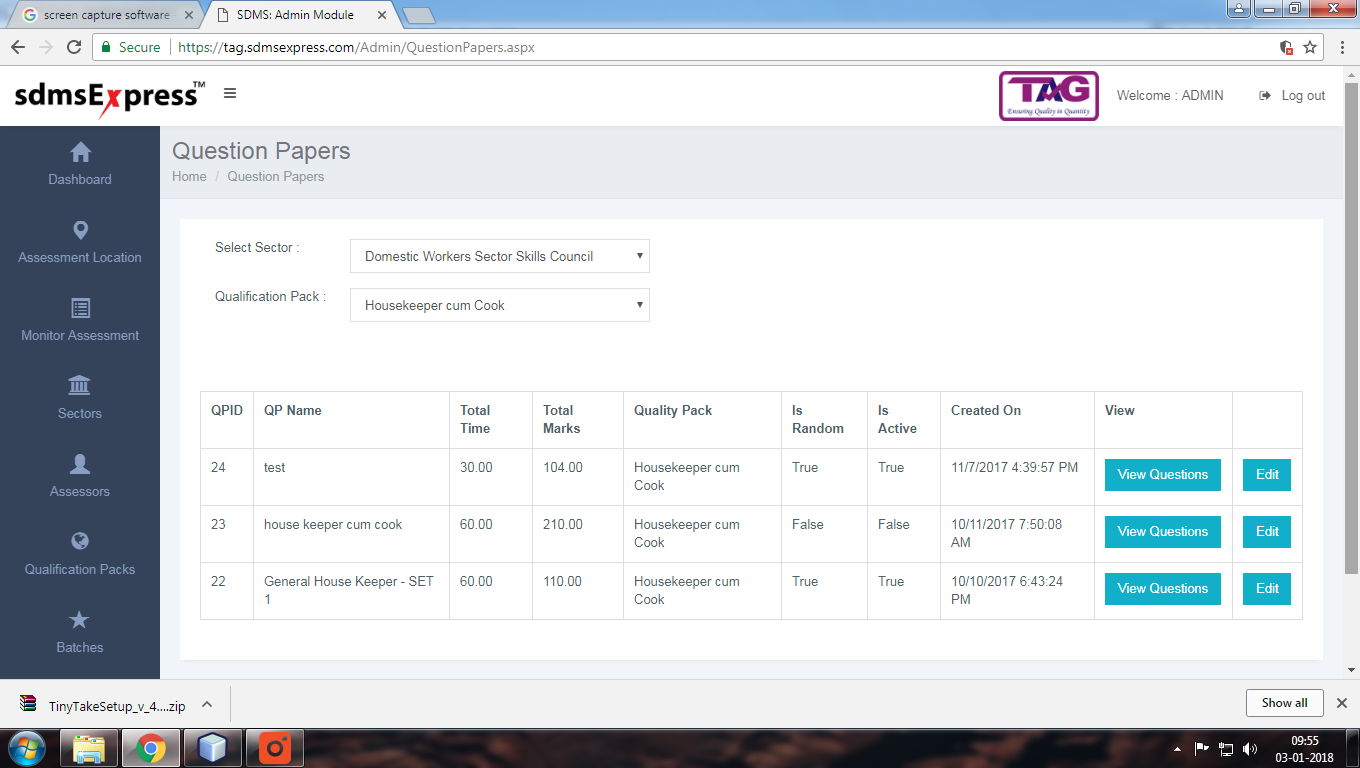 screen capture software
SDMS: Admin Module
Secure
https://tag.sdmsexpress.com/Admin/QuestionPapers.aspx
sdmsExpress™
TAG
Ensuring Quality in Quantity
Welcome : ADMIN
Log out
Dashboard
Assessment Location
Monitor Assessment
Sectors
Assessors
Qualification Packs
Batches
Question Papers
Home / Question Papers
Select Sector :
Domestic Workers Sector Skills Council
Qualification Pack :
Housekeeper cum Cook
QPID QP Name Total Time Total Marks Quality Pack Is Random Is Active Created On View
24 test 30.00 104.00 Housekeeper cum Cook True True 11/7/2017 4:39:57 PM View Questions Edit
23 house keeper cum cook 60.00 210.00 Housekeeper cum Cook False False 10/11/2017 7:50:08 AM View Questions Edit
22 General House Keeper - SET 1 60.00 110.00 Housekeeper cum Cook True True 10/10/2017 6:43:24 PM View Questions Edit
TinyTakeSetup_v_4....zip
Show all
09:55
03-01-2018